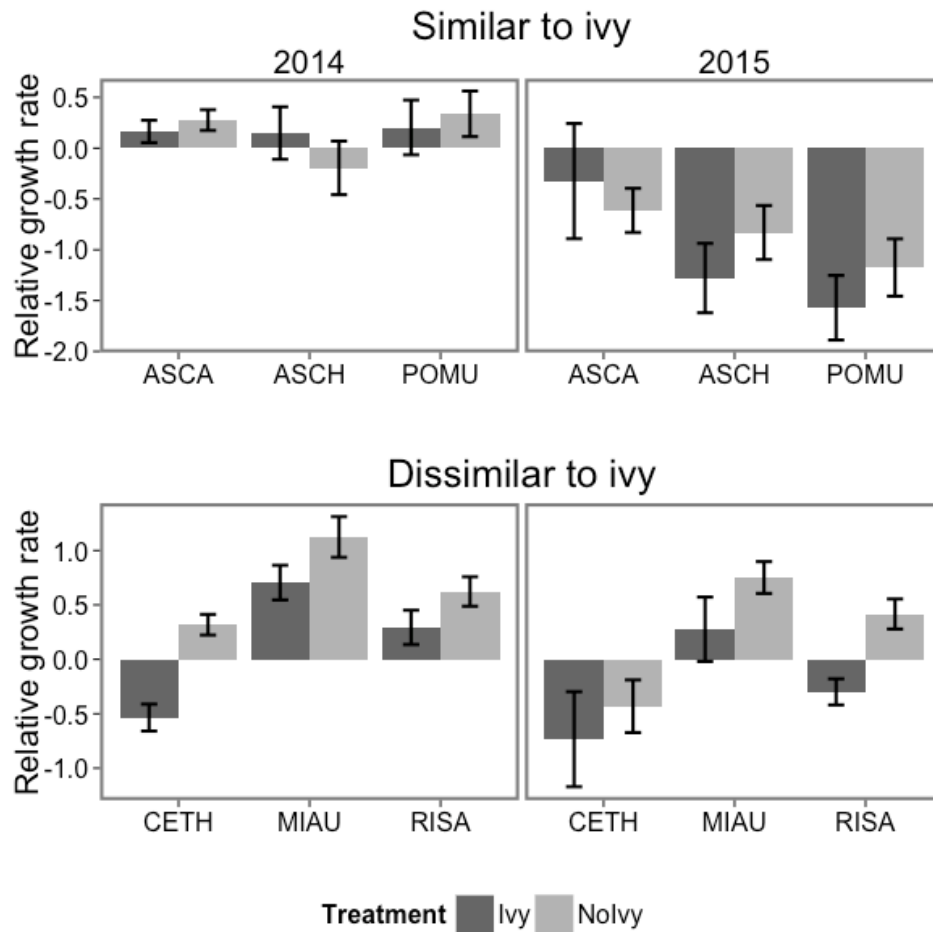 Similar to ivy
2014 2015
Relative growth rate
0.5
0.0
-0.5
-1.0
-1.5
-2.0
ASCA ASCH POMU ASCA ASCH POMU
Dissimilar to ivy
Relative growth rate
1.0
0.5
0.0
-0.5
-1.0
CETH MIAU RISA CETH MIAU RISA
Treatment Ivy NoIvy